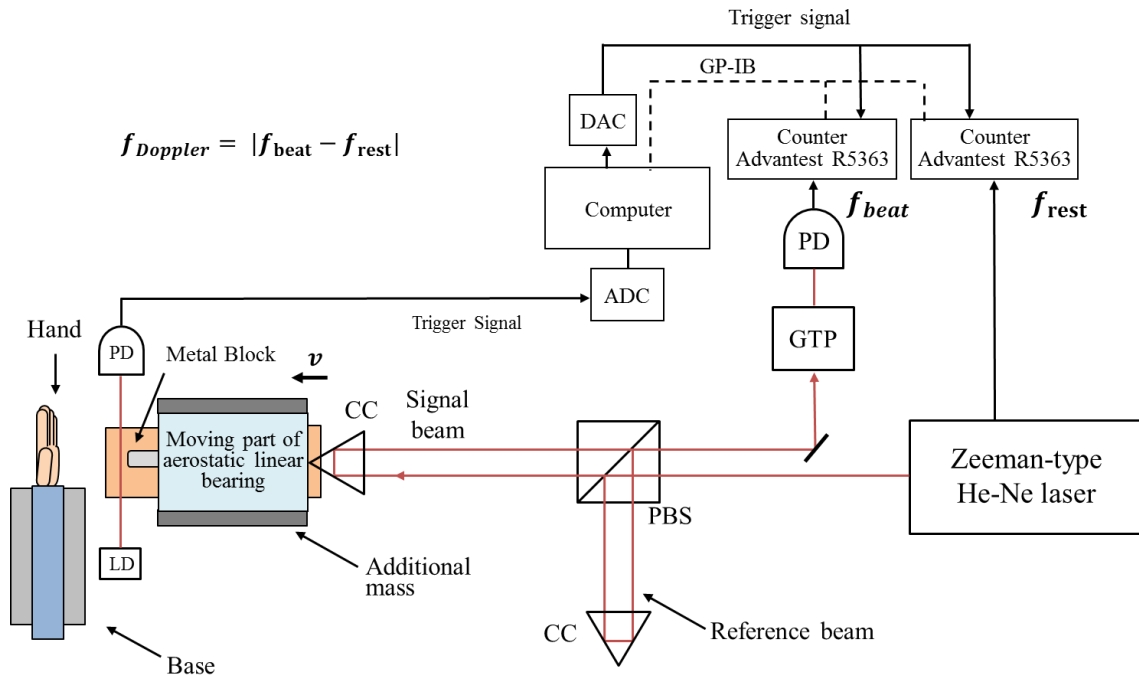 Trigger signal
GP-IB
DAC
Counter
Advantest R5363
Counter
Advantest R5363
f_Doppler = |f_beat − f_rest|
Computer
f_beat
f_rest
PD
ADC
Trigger Signal
Hand
PD
Metal Block
v
GTP
CC
Signal
beam
Moving part of
aerostatic linear
bearing
Zeeman-type
He-Ne laser
PBS
LD
Additional
mass
CC
Reference beam
Base